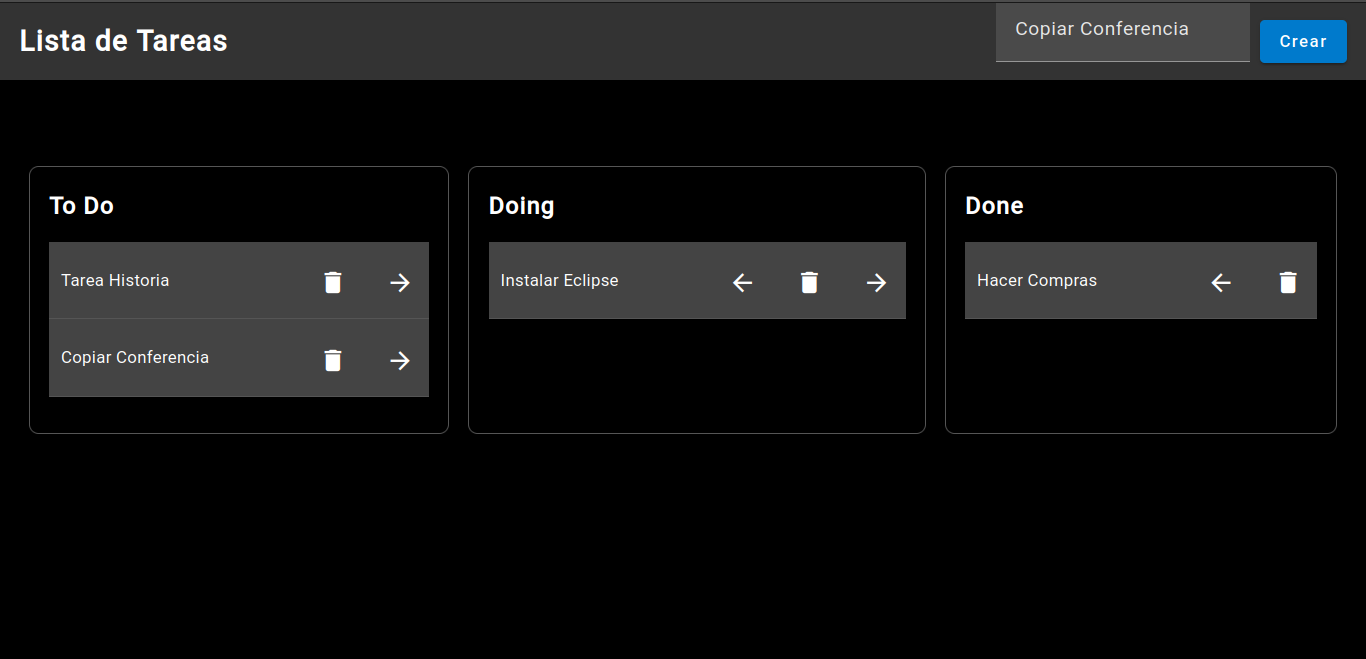 Lista de Tareas
Copiar Conferencia
Crear
To Do
Tarea Historia
Copiar Conferencia
Doing
Instalar Eclipse
Done
Hacer Compras